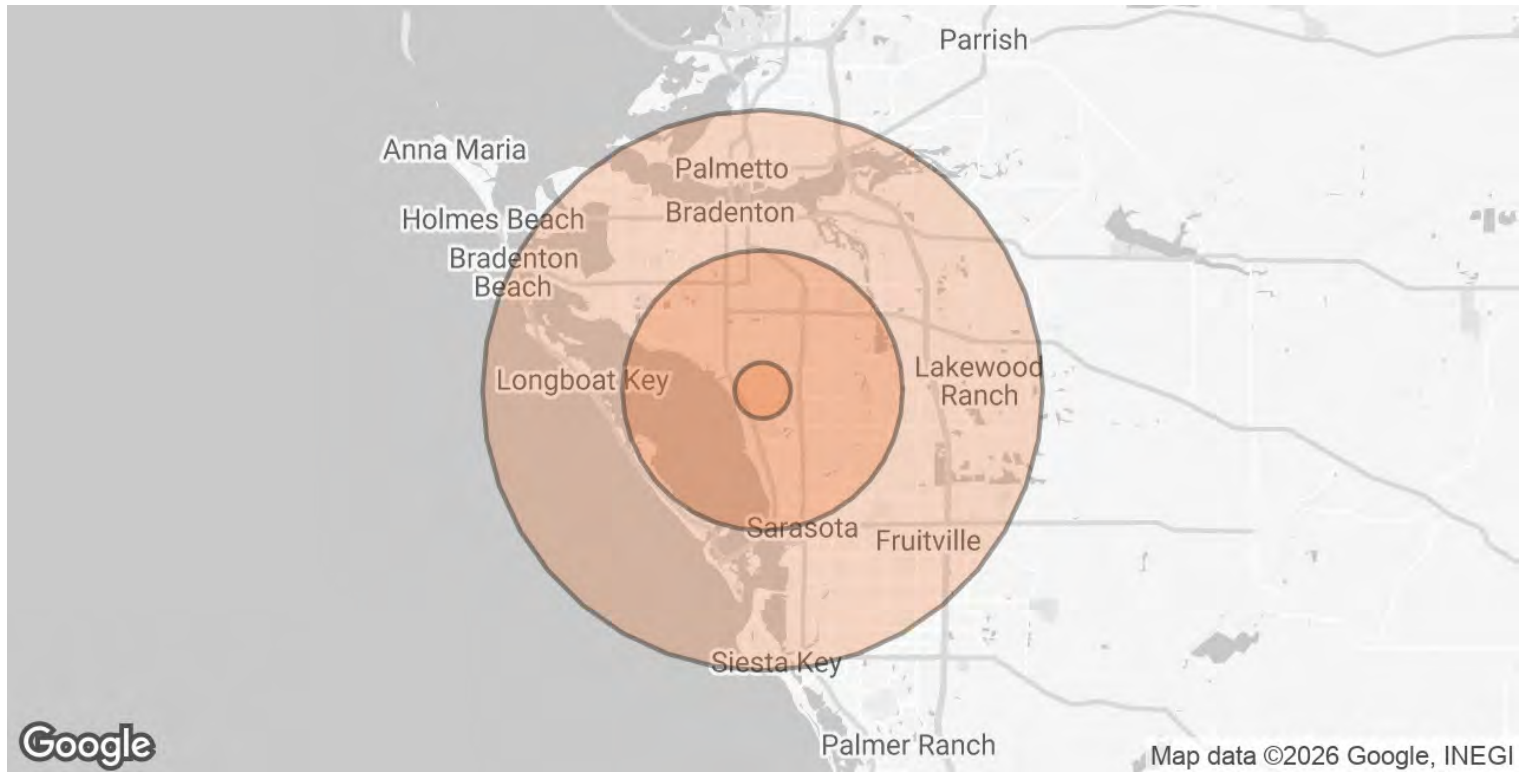 Parrish
Anna Maria
Palmetto
Holmes Beach
Bradenton
Bradenton
Beach
Longboat Key
Lakewood
Ranch
Sarasota
Fruitville
Siesta Key
Palmer Ranch
Google
Map data ©2026 Google, INEGI